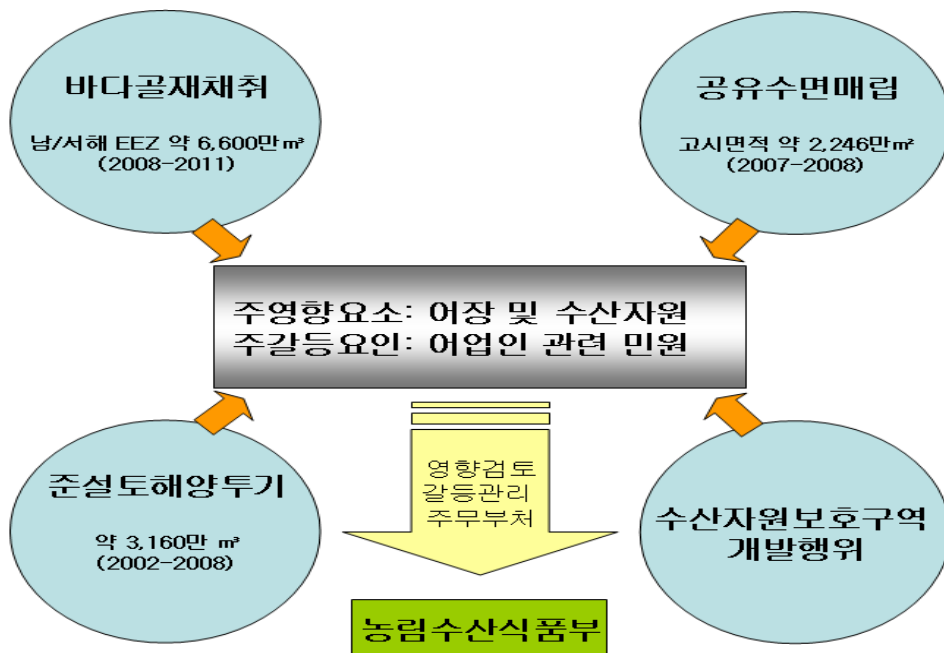 바다골재채취
남/서해 EEZ 약 6,600만㎥
(2008-2011)
공유수면매립
고시면적 약 2,246만㎡
(2007-2008)
주영향요소: 어장 및 수산자원
주갈등요인: 어업인 관련 민원
준설토해양투기
약 3,160만 ㎥
(2002-2008)
영향검토
갈등관리
주무부처
수산자원보호구역
개발행위
농림수산식품부